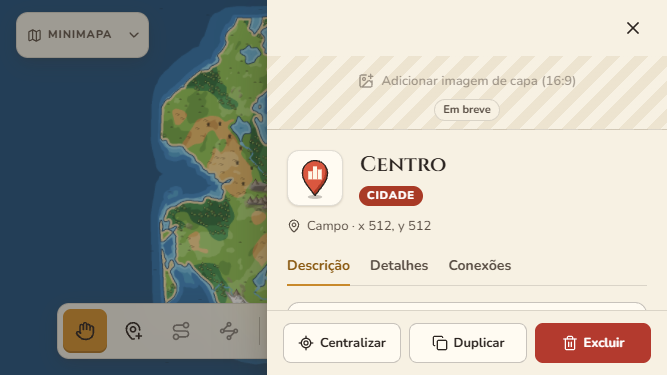 MINIMAPA
Adicionar imagem de capa (16:9)
Em breve
Centro
CIDADE
Campo · x 512, y 512
Descrição Detalhes Conexões
Centralizar Duplicar Excluir